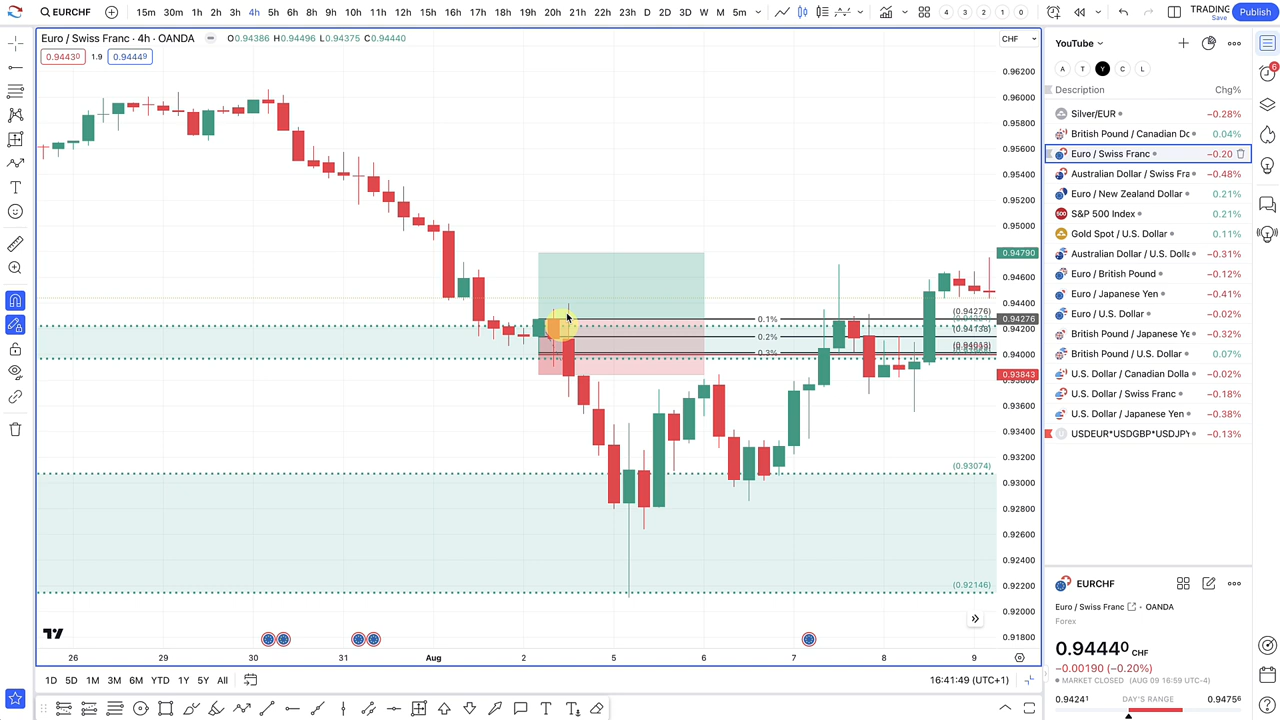 EURCHF 15m 30m 1h 2h 3h 4h 5h 6h 8h 9h 10h 11h 12h 15h 16h 17h 18h 19h 20h 21h 22h 23h D 2D 3D W M 5m 4 3 2 1 0 TRADING Save Publish
Euro / Swiss Franc · 4h · OANDA O0.94386 H0.94496 L0.94375 C0.94440
0.94430 1.9 0.94449
CHF
0.96200
0.96000
0.95800
0.95600
0.95400
0.95200
0.95000
0.94790
0.94600
0.94400
0.94276
0.94200
0.94000
0.93843
0.93600
0.93400
0.93200
0.93000
0.92800
0.92600
0.92400
0.92200
0.92000
0.91800
(0.94276)
0.1%
(0.94138)
0.2%
(0.93074)
(0.92146)
26 29 30 31 Aug 2 5 6 7 8 9
1D 5D 1M 3M 6M YTD 1Y 5Y All 16:41:49 (UTC+1)
YouTube
A T Y C L
Description Chg%
Silver/EUR −0.28%
British Pound / Canadian Dc 0.04%
Euro / Swiss Franc −0.20
Australian Dollar / Swiss Fra −0.48%
Euro / New Zealand Dollar 0.21%
500 S&P 500 Index 0.21%
Gold Spot / U.S. Dollar 0.11%
Australian Dollar / U.S. Dolla −0.31%
Euro / British Pound −0.12%
Euro / Japanese Yen −0.41%
Euro / U.S. Dollar −0.02%
British Pound / Japanese Ye −0.32%
British Pound / U.S. Dollar 0.07%
U.S. Dollar / Canadian Dolla −0.02%
U.S. Dollar / Swiss Franc −0.18%
U.S. Dollar / Japanese Yen −0.38%
USDEUR*USDGBP*USDJPY −0.13%
6
EURCHF
Euro / Swiss Franc · OANDA
Forex
0.94440 CHF
−0.00190 (−0.20%)
MARKET CLOSED (AUG 09 16:59 UTC-4)
0.94241 DAY'S RANGE 0.94756